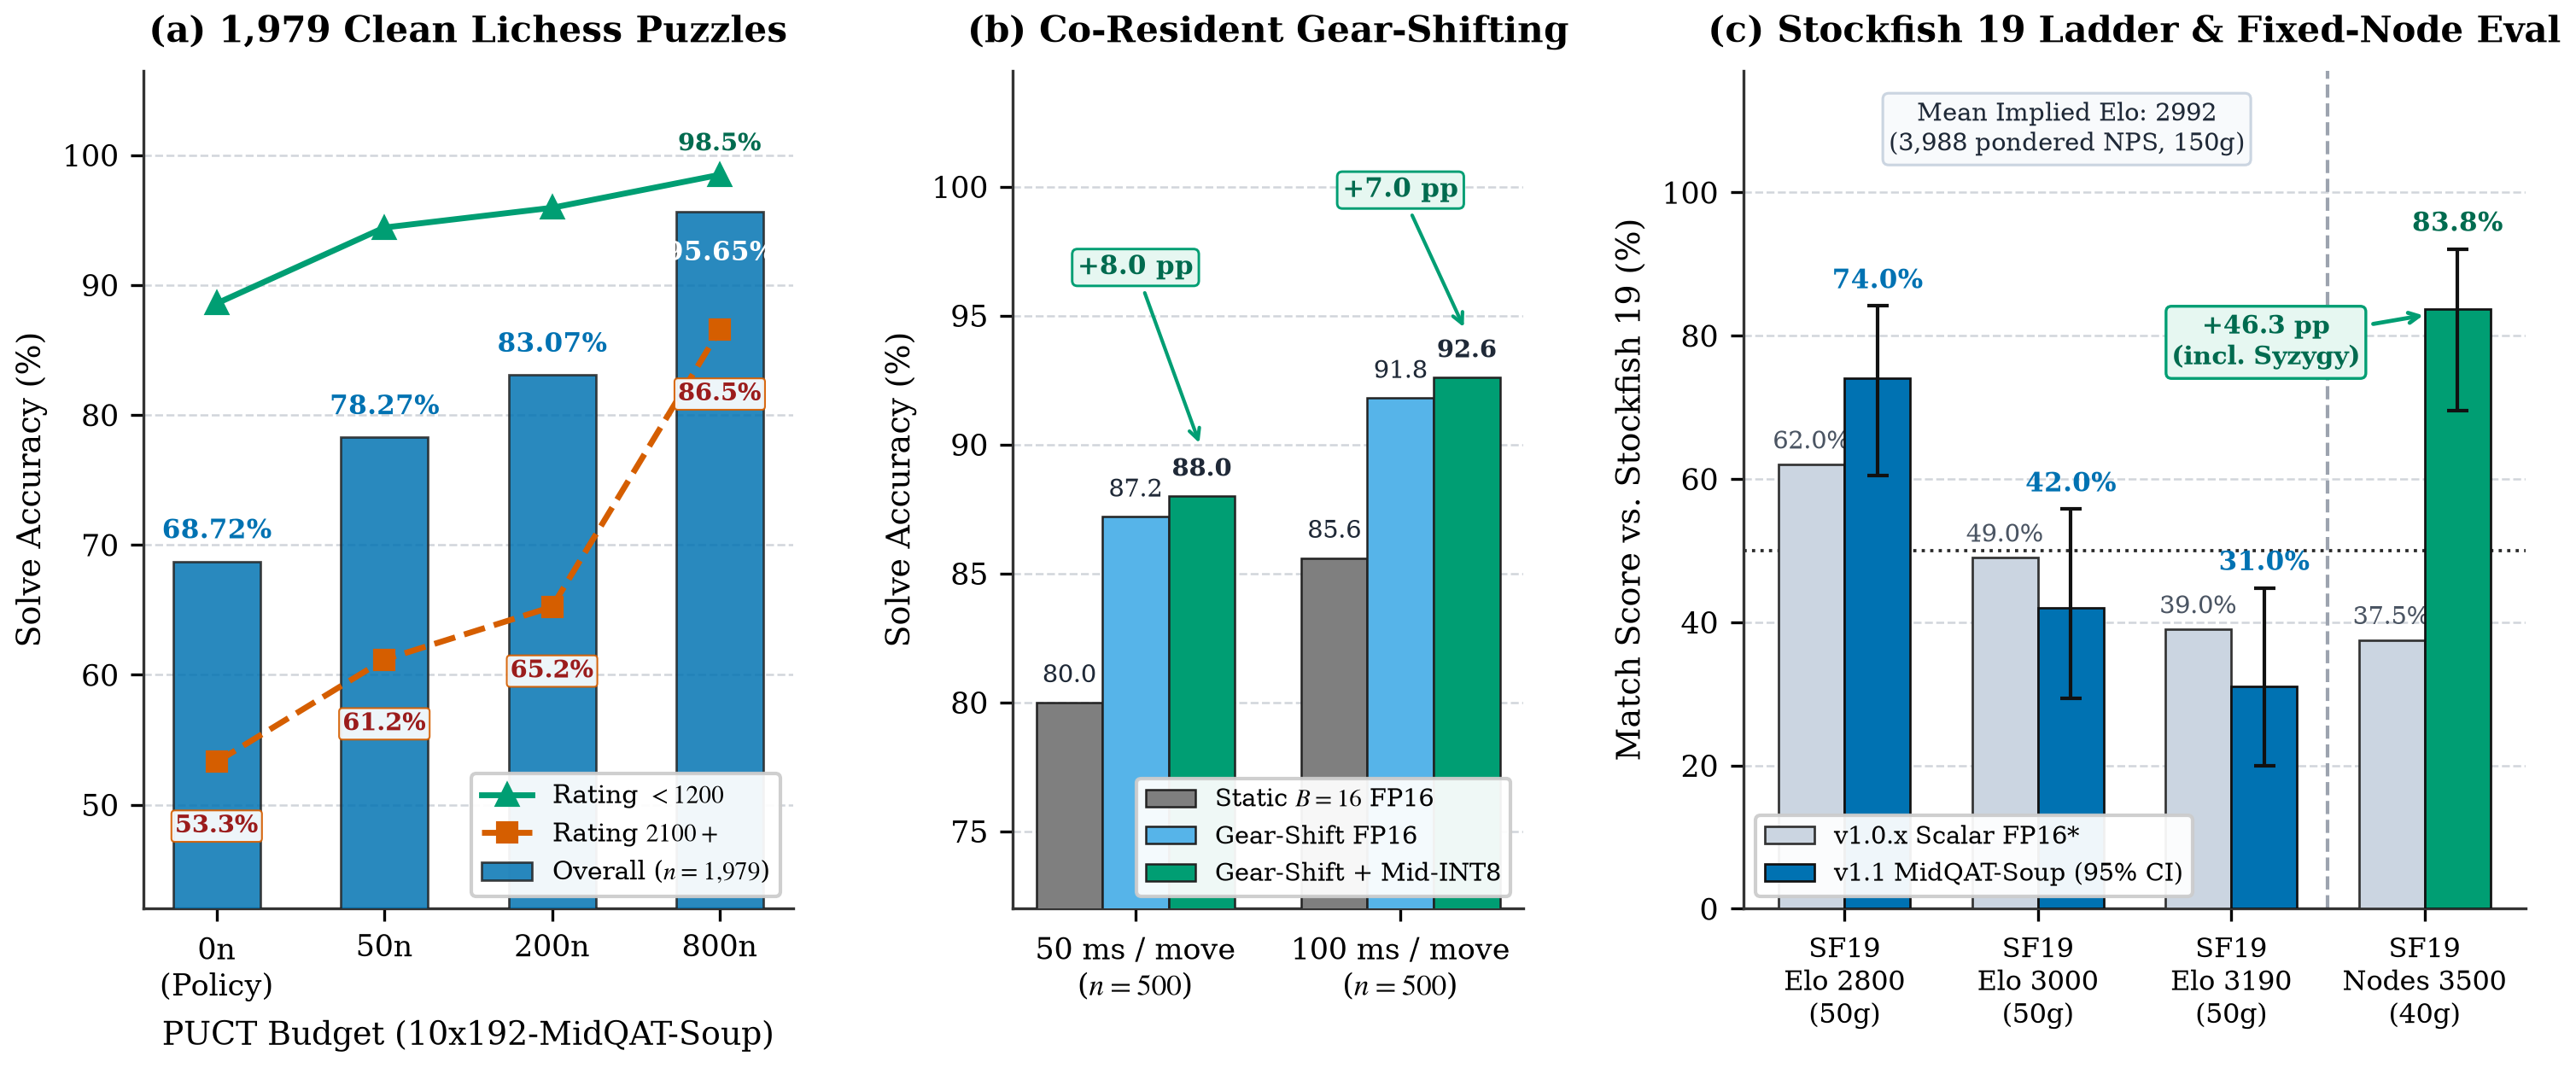 (a) 1,979 Clean Lichess Puzzles
Solve Accuracy (%)
100
90
80
70
60
50
98.5%
95.65%
83.07%
78.27%
68.72%
86.5%
65.2%
61.2%
53.3%
Rating <1200
Rating 2100+
Overall (n=1,979)
0n
(Policy)
50n
200n
800n
PUCT Budget (10x192-MidQAT-Soup)
(b) Co-Resident Gear-Shifting
Solve Accuracy (%)
100
95
90
85
80
75
+8.0 pp
+7.0 pp
80.0
87.2
88.0
85.6
91.8
92.6
Static B=16 FP16
Gear-Shift FP16
Gear-Shift + Mid-INT8
50 ms / move
(n=500)
100 ms / move
(n=500)
(c) Stockfish 19 Ladder & Fixed-Node Eval
Match Score vs. Stockfish 19 (%)
100
80
60
40
20
0
Mean Implied Elo: 2992
(3,988 pondered NPS, 150g)
62.0%
74.0%
49.0%
42.0%
39.0%
31.0%
37.5%
83.8%
+46.3 pp
(incl. Syzygy)
v1.0.x Scalar FP16*
v1.1 MidQAT-Soup (95% CI)
SF19
Elo 2800
(50g)
SF19
Elo 3000
(50g)
SF19
Elo 3190
(50g)
SF19
Nodes 3500
(40g)